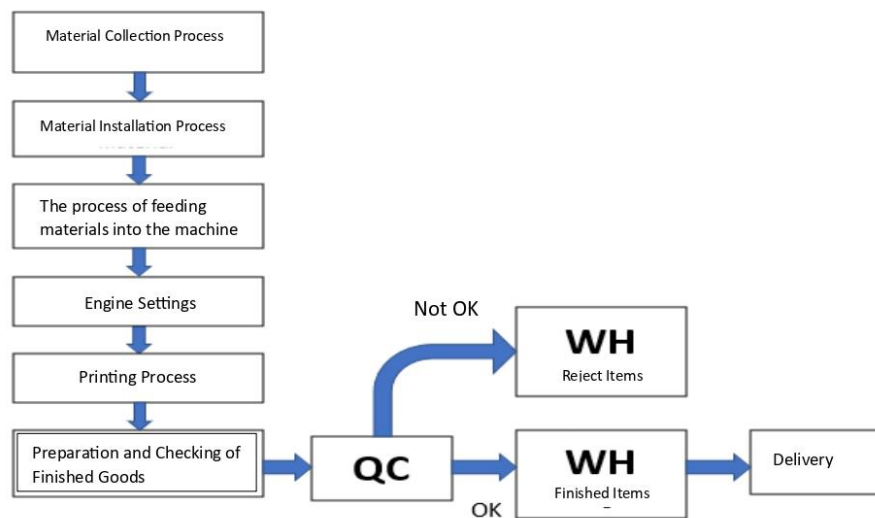 Material Collection Process
Material Installation Process
The process of feeding
materials into the machine
Engine Settings
Printing Process
Preparation and Checking of
Finished Goods
QC
Not OK
WH
Reject Items
OK
WH
Finished Items
Delivery